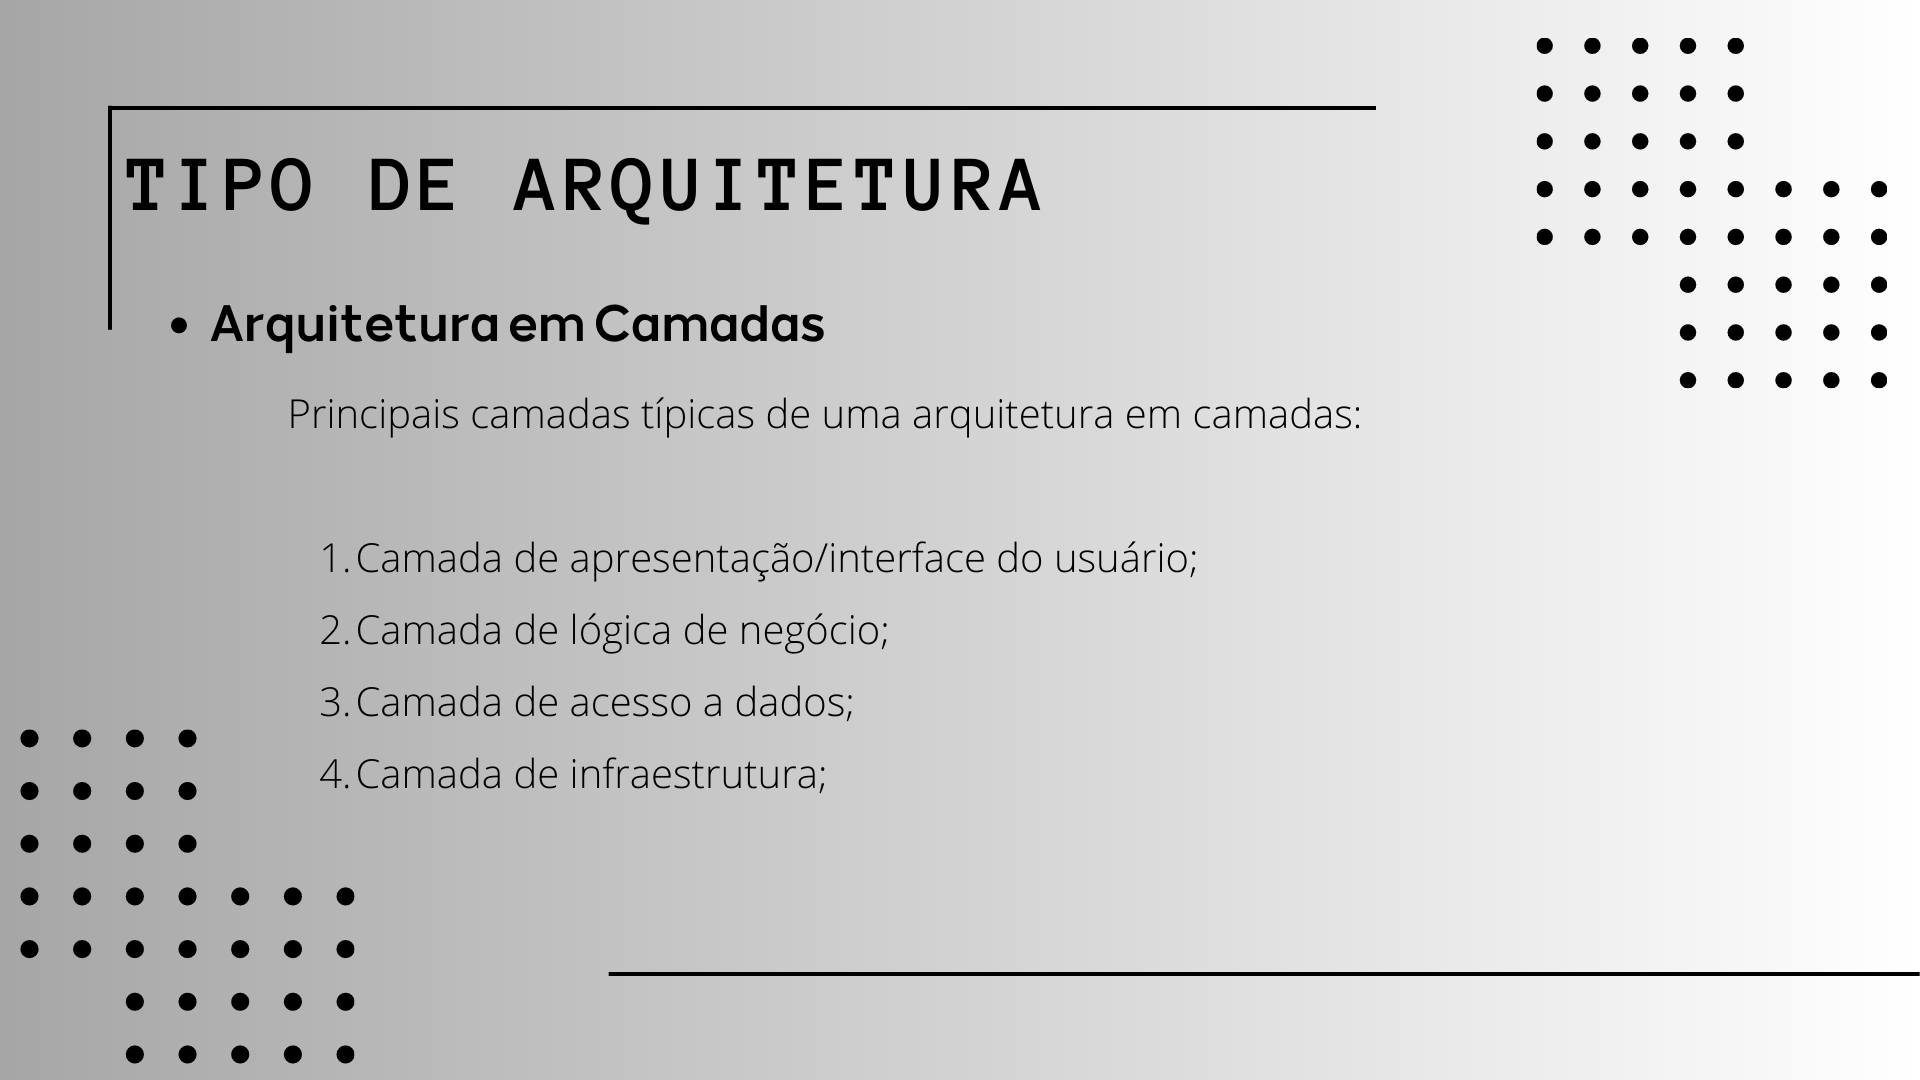 TIPO DE ARQUITETURA
• Arquitetura em Camadas
Principais camadas típicas de uma arquitetura em camadas:
1. Camada de apresentação/interface do usuário;
2. Camada de lógica de negócio;
3. Camada de acesso a dados;
4. Camada de infraestrutura;